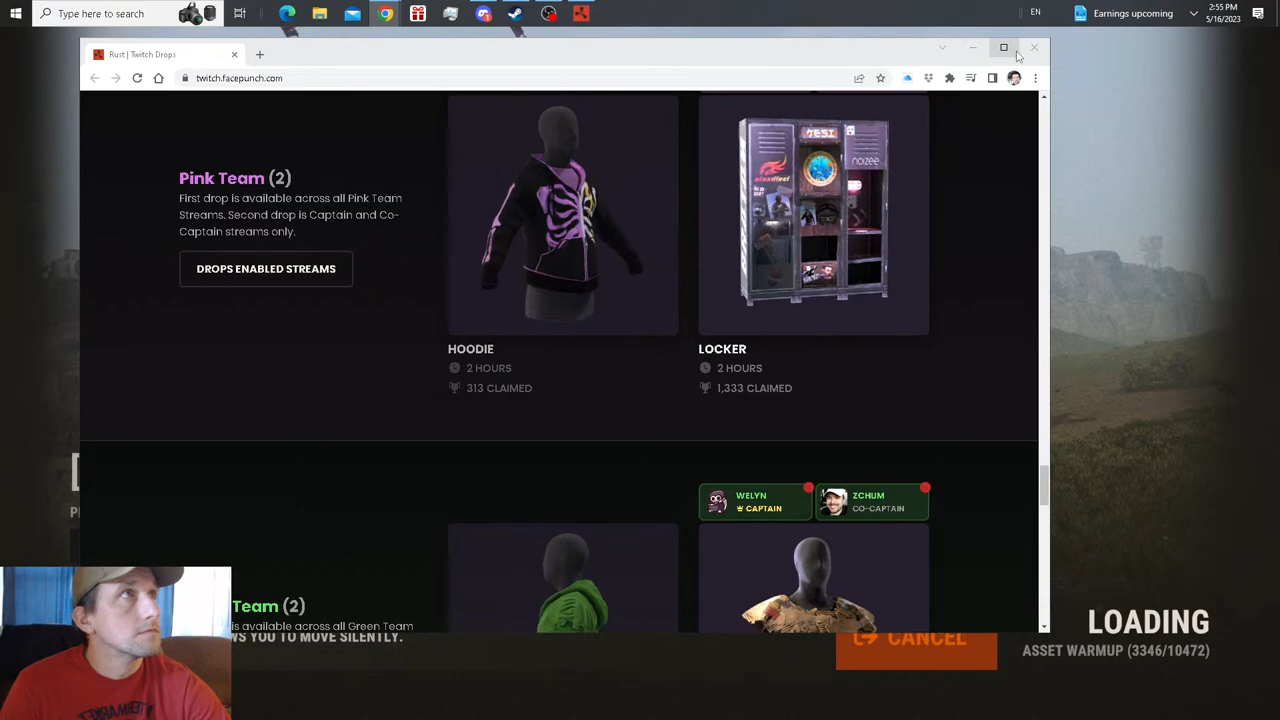 Type here to search
EN
Earnings upcoming
2:55 PM
5/16/2023
Rust | Twitch Drops
twitch.facepunch.com
Pink Team (2)
First drop is available across all Pink Team
Streams. Second drop is Captain and Co-
Captain streams only.
DROPS ENABLED STREAMS
HOODIE
2 HOURS
313 CLAIMED
LOCKER
2 HOURS
1,333 CLAIMED
noizee
WELYN
CAPTAIN
ZCHUM
CO-CAPTAIN
Team (2)
is available across all Green Team
WS YOU TO MOVE SILENTLY.
CANCEL
LOADING
ASSET WARMUP (3346/10472)